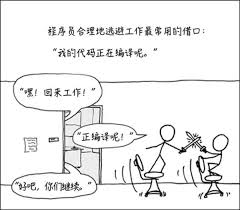 程序员合理地逃避工作最常用的借口：
“我的代码正在编译呢。”
“嘿！回来工作！”
“正编译呢！”
“好吧，你们继续。”